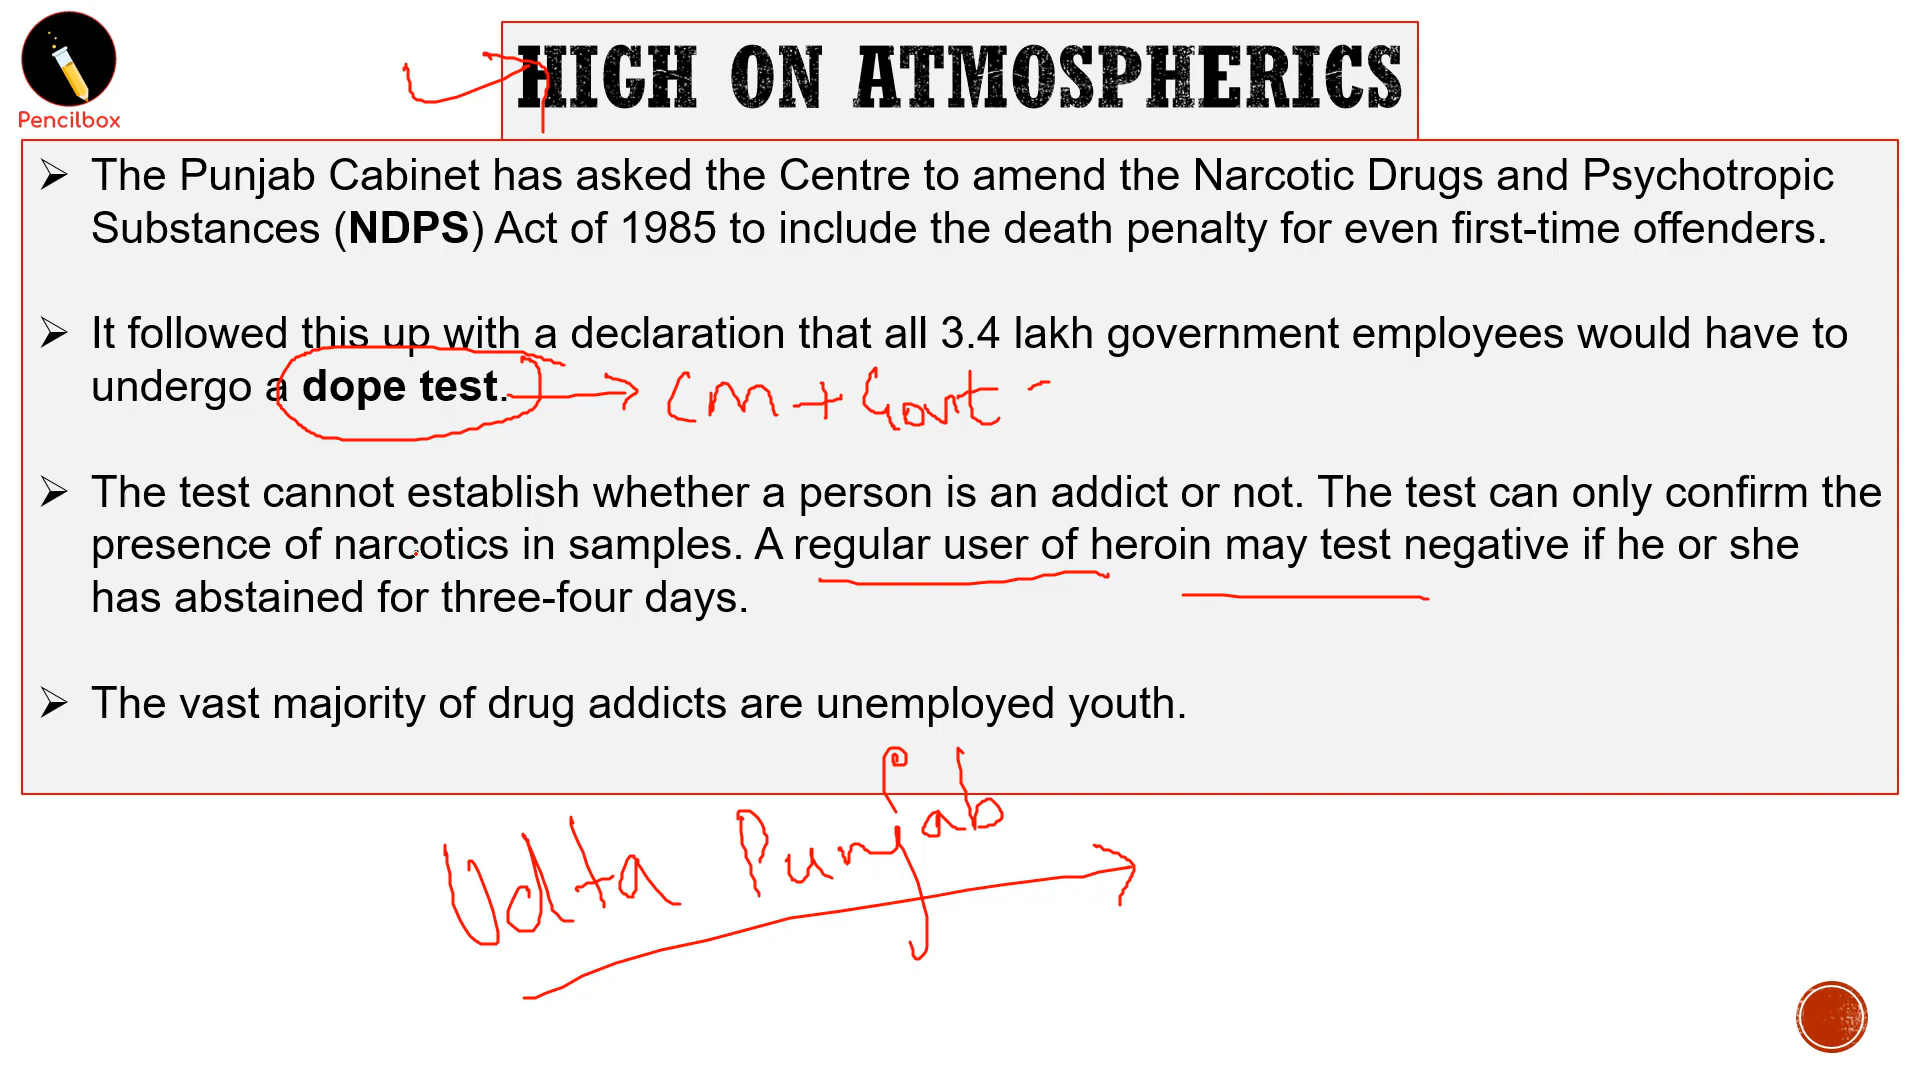 HIGH ON ATMOSPHERICS
Pencilbox
➢ The Punjab Cabinet has asked the Centre to amend the Narcotic Drugs and Psychotropic
Substances (NDPS) Act of 1985 to include the death penalty for even first-time offenders.
➢ It followed this up with a declaration that all 3.4 lakh government employees would have to
undergo a dope test. → CM + Govt -
➢ The test cannot establish whether a person is an addict or not. The test can only confirm the
presence of narcotics in samples. A regular user of heroin may test negative if he or she
has abstained for three-four days.
➢ The vast majority of drug addicts are unemployed youth.
Udta Punjab